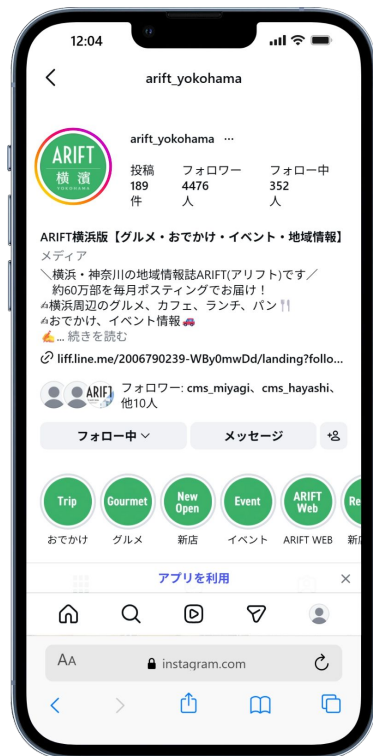 12:04
arift_yokohama
ARIFT
横濱
YOKOHAMA
arift_yokohama ...
投稿 フォロワー フォロー中
189 4476 352
件 人 人
ARIFT横浜版【グルメ・おでかけ・イベント・地域情報】
メディア
＼横浜・神奈川の地域情報誌ARIFT(アリフト)です／
約60万部を毎月ポスティングでお届け！
横浜周辺のグルメ、カフェ、ランチ、パン🍴
おでかけ、イベント情報🚗
✍️... 続きを読む
liff.line.me/2006790239-WBy0mwDd/landing?follo...
ARIFT
フォロワー: cms_miyagi、cms_hayashi、
他10人
フォロー中 メッセージ
Trip Gourmet New Open Event ARIFT Web Re
おでかけ グルメ 新店 イベント ARIFT WEB 新店
アプリを利用
AA instagram.com